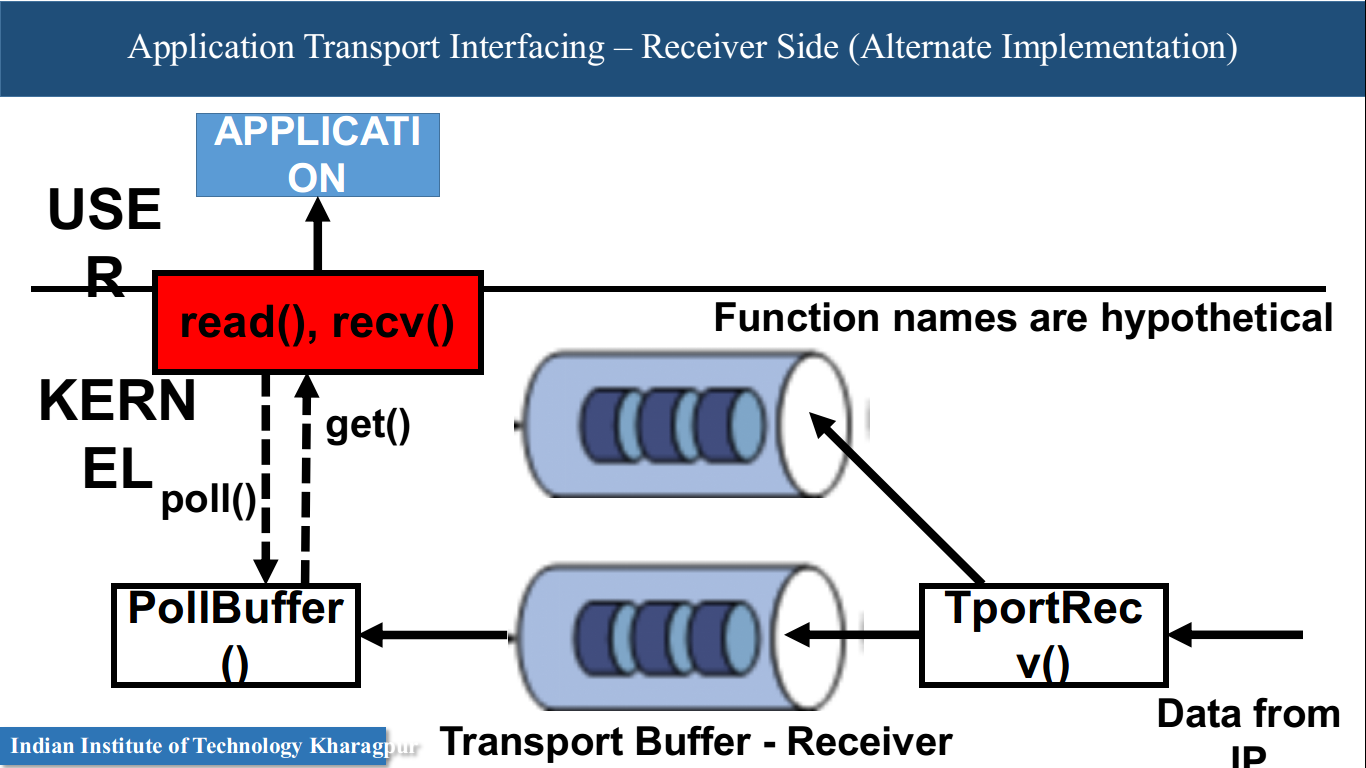 Application Transport Interfacing – Receiver Side (Alternate Implementation)
APPLICATI
ON
USE
R
read(), recv()
Function names are hypothetical
KERN
EL
get()
poll()
PollBuffer
()
TportRec
v()
Data from
IP
Transport Buffer - Receiver
Indian Institute of Technology Kharagpur